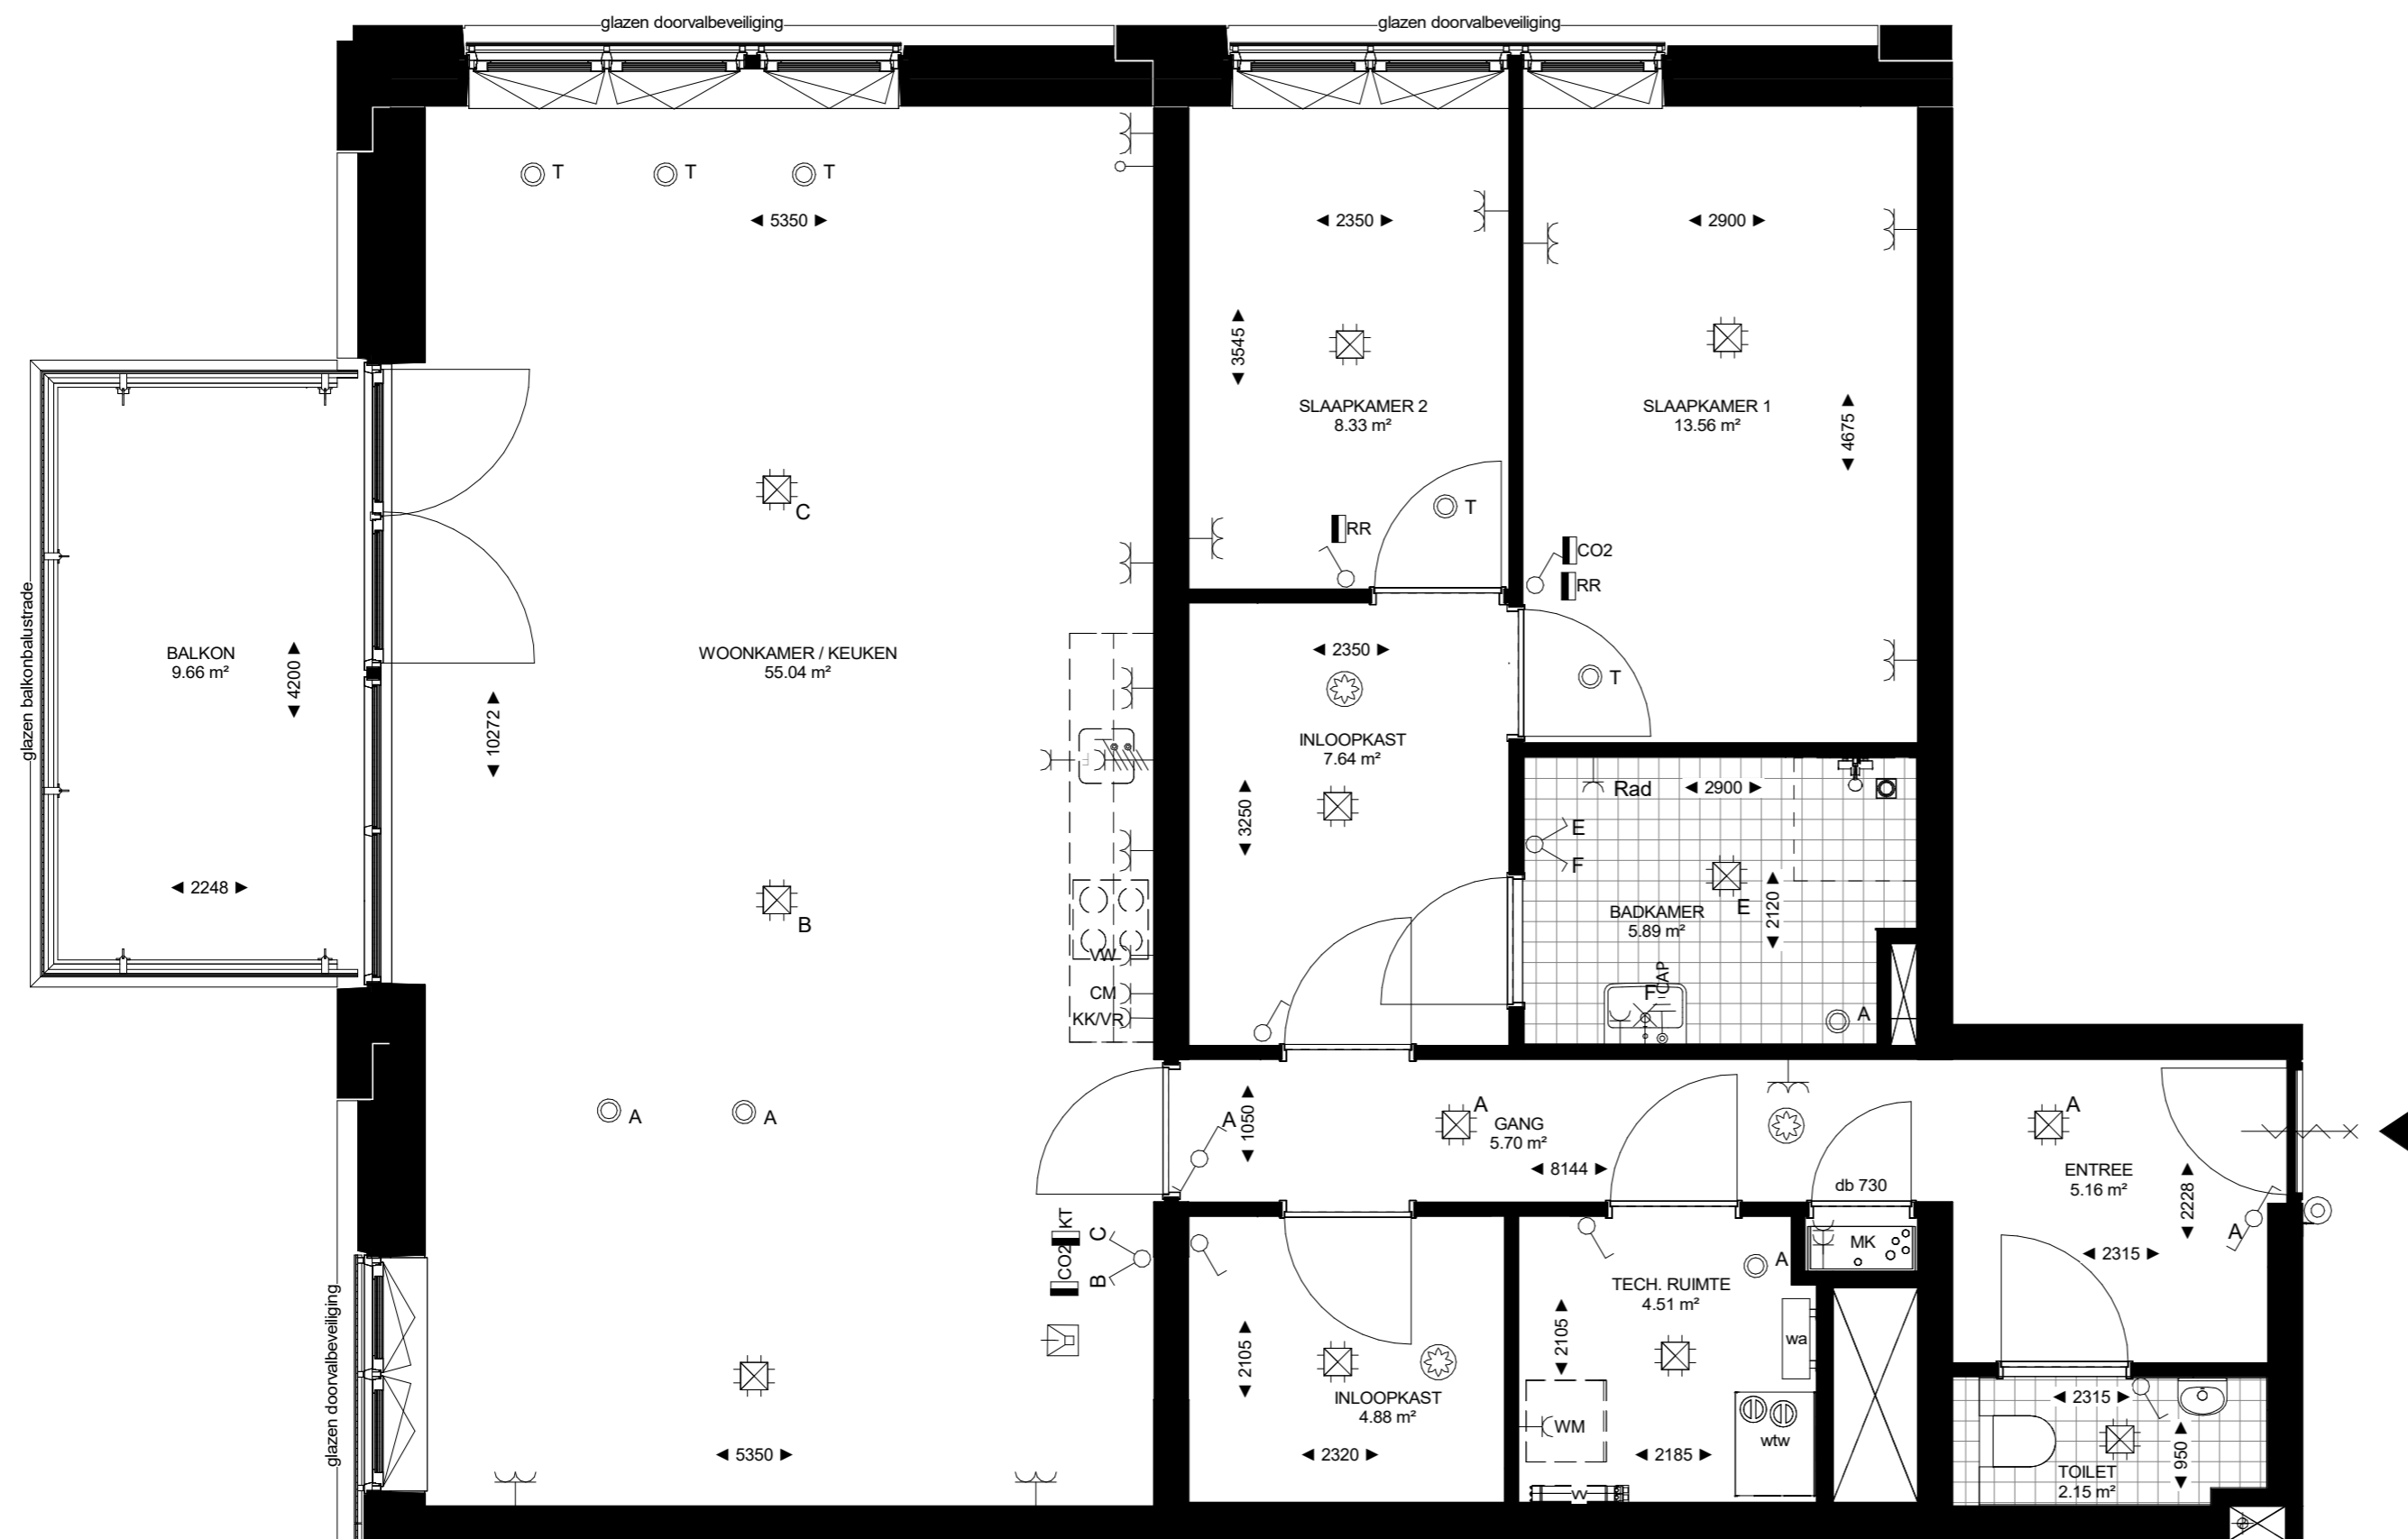 glazen doorvalbeveiliging
glazen doorvalbeveiliging
T
T
T
5350
2350
2900
3545
SLAAPKAMER 2
8.33 m²
SLAAPKAMER 1
13.56 m²
4675
C
T
RR
CO2
RR
glazen balkonbalustrade
BALKON
9.66 m²
4200
WOONKAMER / KEUKEN
55.04 m²
10272
2350
T
INLOOPKAST
7.64 m²
3250
Rad
2900
E
F
2248
B
BADKAMER
5.89 m²
E
2120
VW
CM
KK/VR
F
CAP
A
A
A
A
1050
A
GANG
5.70 m²
8144
db 730
A
ENTREE
5.16 m²
2228
A
2315
KT
CO2
C
B
MK
TECH. RUIMTE
4.51 m²
A
glazen doorvalbeveiliging
2105
2105
wa
INLOOPKAST
4.88 m²
2315
WM
wtw
5350
2320
2185
950
TOILET
2.15 m²